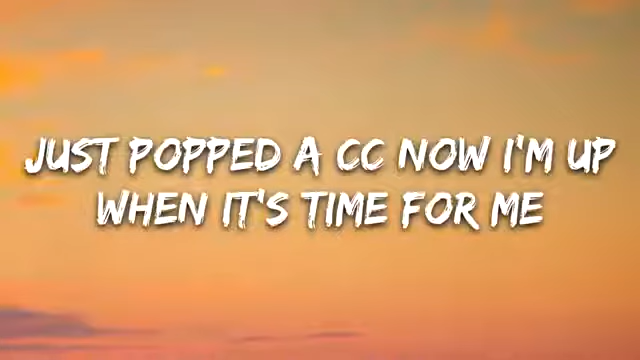 JUST POPPED A CC NOW I'M UP
WHEN IT'S TIME FOR ME